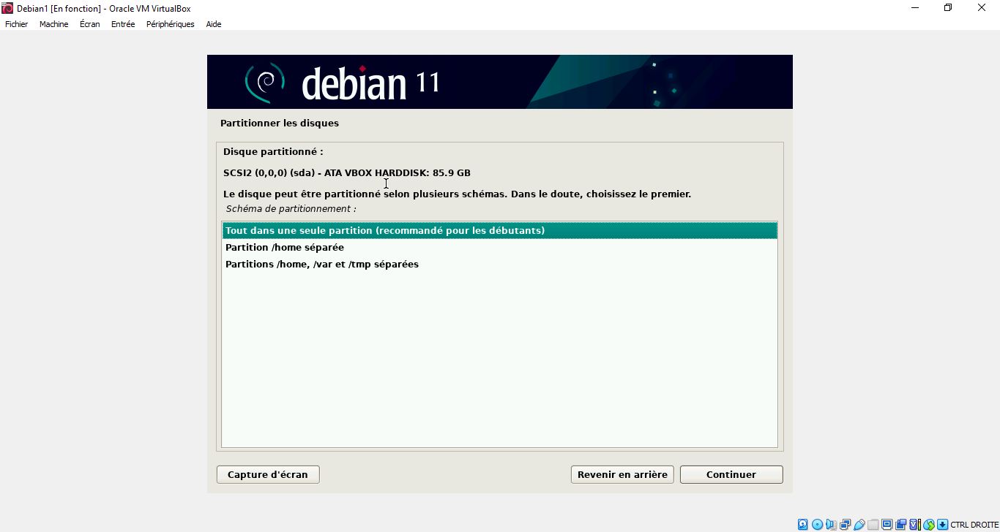 Debian1 [En fonction] - Oracle VM VirtualBox
Fichier Machine Écran Entrée Périphériques Aide
debian 11
Partitionner les disques
Disque partitionné :
SCSI2 (0,0,0) (sda) - ATA VBOX HARDDISK: 85.9 GB
Le disque peut être partitionné selon plusieurs schémas. Dans le doute, choisissez le premier.
Schéma de partitionnement :
Tout dans une seule partition (recommandé pour les débutants)
Partition /home séparée
Partitions /home, /var et /tmp séparées
Capture d'écran Revenir en arrière Continuer
CTRL DROITE